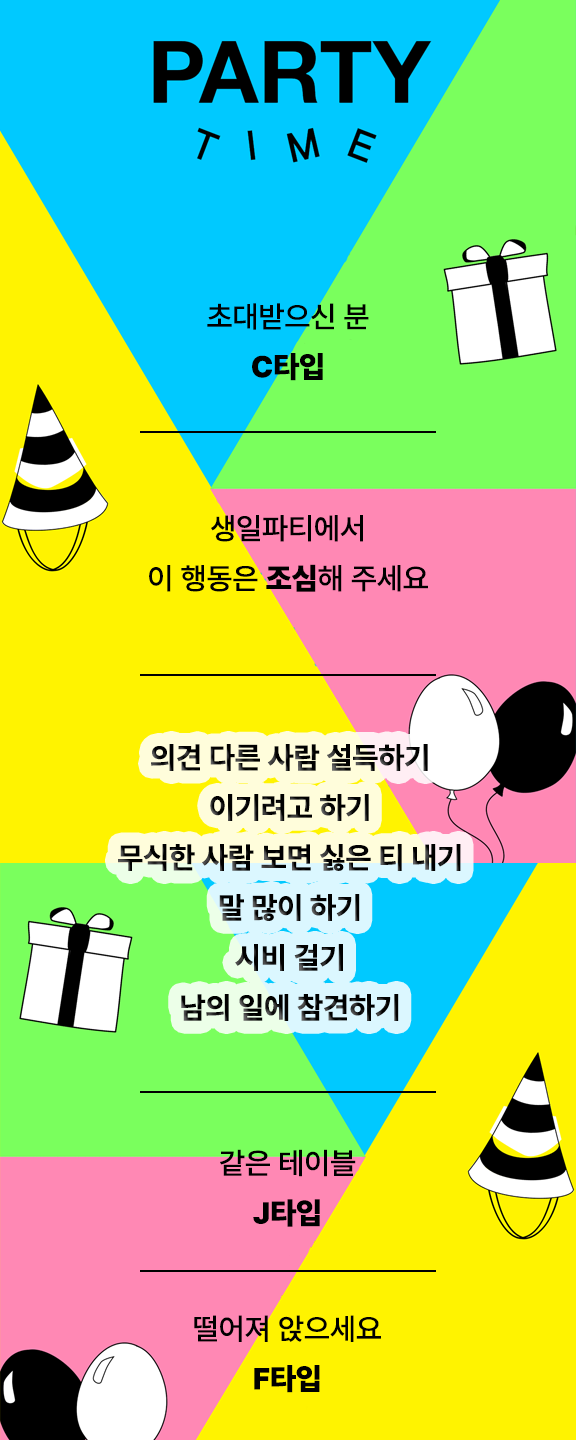 PARTY
TIME
초대받으신 분
C타입
생일파티에서
이 행동은 조심해 주세요
의견 다른 사람 설득하기
이기려고 하기
무식한 사람 보면 싫은 티 내기
말 많이 하기
시비 걸기
남의 일에 참견하기
같은 테이블
J타입
떨어져 앉으세요
F타입